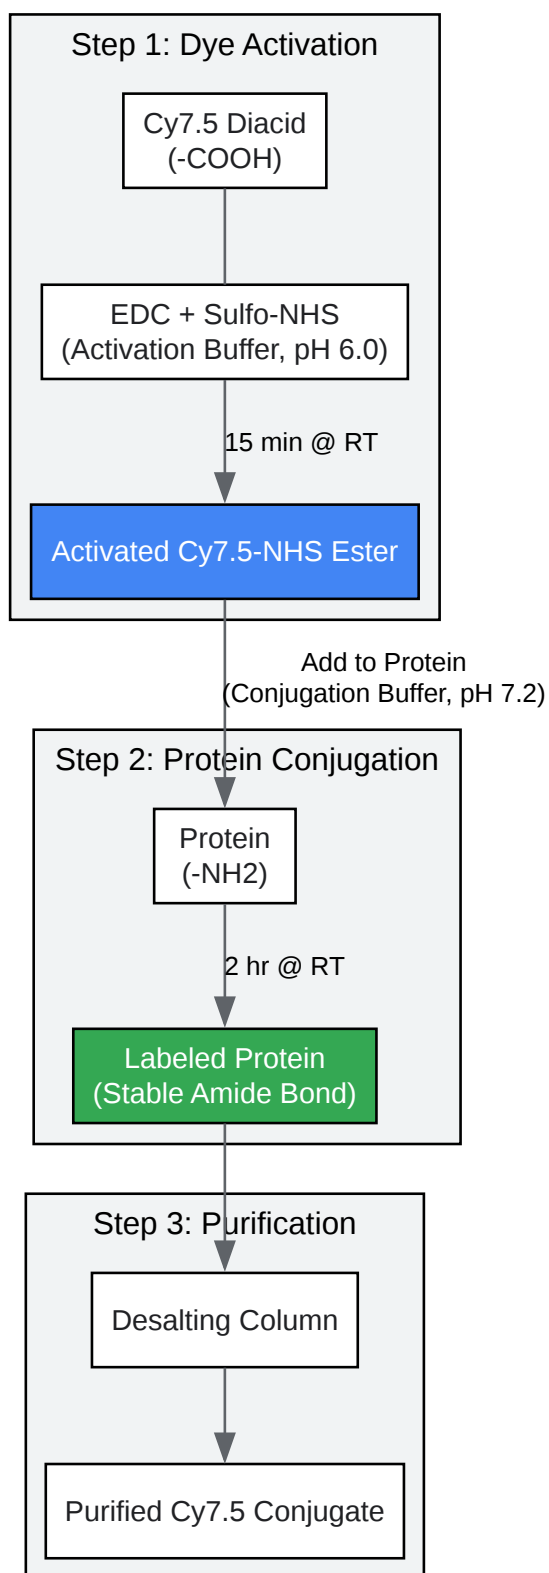 Step 1: Dye Activation
Cy7.5 Diacid
(-COOH)
EDC + Sulfo-NHS
(Activation Buffer, pH 6.0)
15 min @ RT
Activated Cy7.5-NHS Ester
Add to Protein
(Conjugation Buffer, pH 7.2)
Step 2: Protein Conjugation
Protein
(-NH2)
2 hr @ RT
Labeled Protein
(Stable Amide Bond)
Step 3: Purification
Desalting Column
Purified Cy7.5 Conjugate